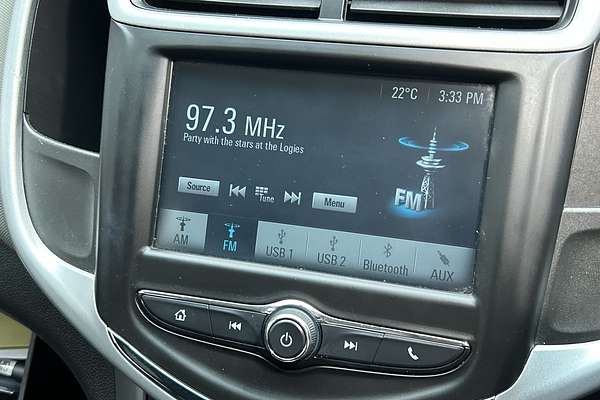 22°C 3:33 PM
97.3 MHz
Party with the stars at the Logies
Source Tune Menu
FM
AM FM USB 1 USB 2 Bluetooth AUX